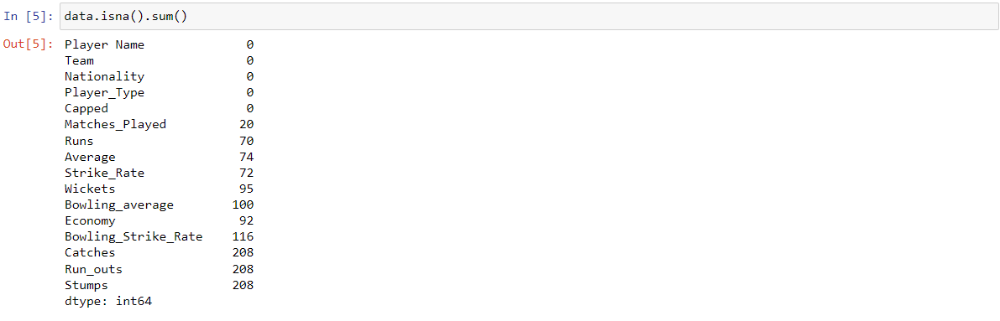 In [5]: data.isna().sum()
Out[5]: Player Name 0
Team 0
Nationality 0
Player_Type 0
Capped 0
Matches_Played 20
Runs 70
Average 74
Strike_Rate 72
Wickets 95
Bowling_average 100
Economy 92
Bowling_Strike_Rate 116
Catches 208
Run_outs 208
Stumps 208
dtype: int64